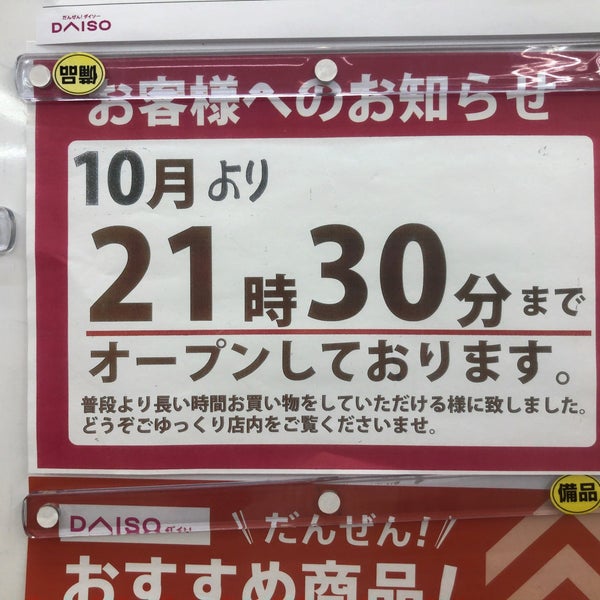 だんぜん!ダイソー
DAISO
備品
お客様へのお知らせ
10月より
21時30分まで
オープンしております。
普段より長い時間お買い物をしていただける様に致しました。
どうぞごゆっくり店内をご覧くださいませ。
備品
DAISO ダイソー
だんぜん!
おすすめ商品!